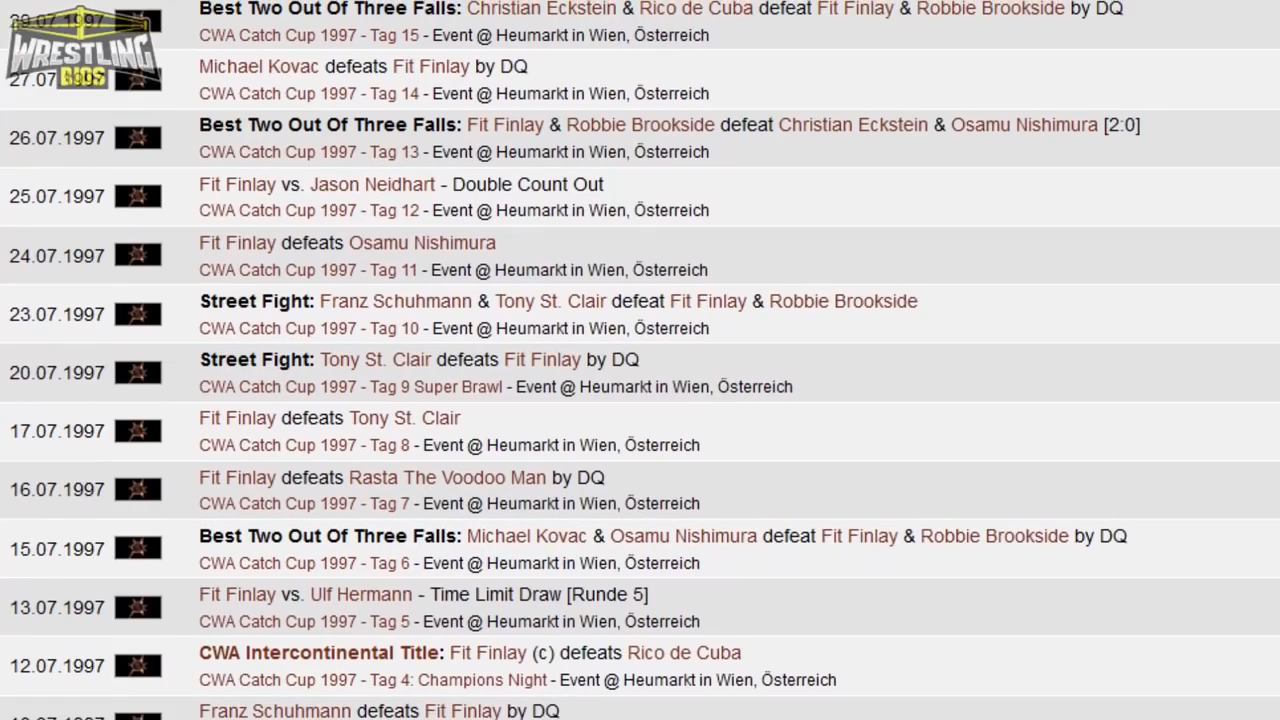 Best Two Out Of Three Falls: Christian Eckstein & Rico de Cuba defeat Fit Finlay & Robbie Brookside by DQ
CWA Catch Cup 1997 - Tag 15 - Event @ Heumarkt in Wien, Österreich
WRESTLING
BIOS
27.07.1997
Michael Kovac defeats Fit Finlay by DQ
CWA Catch Cup 1997 - Tag 14 - Event @ Heumarkt in Wien, Österreich
26.07.1997
Best Two Out Of Three Falls: Fit Finlay & Robbie Brookside defeat Christian Eckstein & Osamu Nishimura [2:0]
CWA Catch Cup 1997 - Tag 13 - Event @ Heumarkt in Wien, Österreich
25.07.1997
Fit Finlay vs. Jason Neidhart - Double Count Out
CWA Catch Cup 1997 - Tag 12 - Event @ Heumarkt in Wien, Österreich
24.07.1997
Fit Finlay defeats Osamu Nishimura
CWA Catch Cup 1997 - Tag 11 - Event @ Heumarkt in Wien, Österreich
23.07.1997
Street Fight: Franz Schuhmann & Tony St. Clair defeat Fit Finlay & Robbie Brookside
CWA Catch Cup 1997 - Tag 10 - Event @ Heumarkt in Wien, Österreich
20.07.1997
Street Fight: Tony St. Clair defeats Fit Finlay by DQ
CWA Catch Cup 1997 - Tag 9 Super Brawl - Event @ Heumarkt in Wien, Österreich
17.07.1997
Fit Finlay defeats Tony St. Clair
CWA Catch Cup 1997 - Tag 8 - Event @ Heumarkt in Wien, Österreich
16.07.1997
Fit Finlay defeats Rasta The Voodoo Man by DQ
CWA Catch Cup 1997 - Tag 7 - Event @ Heumarkt in Wien, Österreich
15.07.1997
Best Two Out Of Three Falls: Michael Kovac & Osamu Nishimura defeat Fit Finlay & Robbie Brookside by DQ
CWA Catch Cup 1997 - Tag 6 - Event @ Heumarkt in Wien, Österreich
13.07.1997
Fit Finlay vs. Ulf Hermann - Time Limit Draw [Runde 5]
CWA Catch Cup 1997 - Tag 5 - Event @ Heumarkt in Wien, Österreich
12.07.1997
CWA Intercontinental Title: Fit Finlay (c) defeats Rico de Cuba
CWA Catch Cup 1997 - Tag 4: Champions Night - Event @ Heumarkt in Wien, Österreich
Franz Schuhmann defeats Fit Finlay by DQ